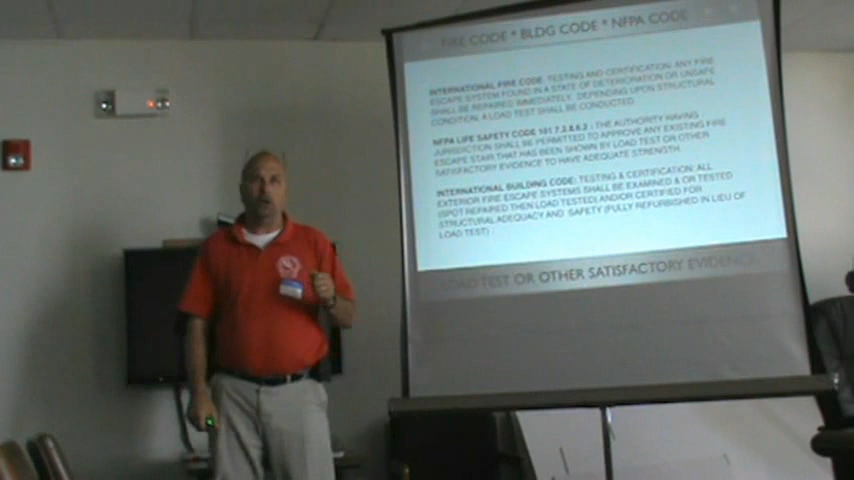 FIRE CODE * BLDG CODE * NFPA CODE
INTERNATIONAL FIRE CODE: TESTING AND CERTIFICATION: ANY FIRE
ESCAPE SYSTEM FOUND IN A STATE OF DETERIORATION OR UNSAFE
SHALL BE REPAIRED IMMEDIATELY. DEPENDING UPON STRUCTURAL
CONDITION, A LOAD TEST SHALL BE CONDUCTED.
NFPA LIFE SAFETY CODE 101 7.2.8.6.2 : THE AUTHORITY HAVING
JURISDICTION SHALL BE PERMITTED TO APPROVE ANY EXISTING FIRE
ESCAPE STAIR THAT HAS BEEN SHOWN BY LOAD TEST OR OTHER
SATISFACTORY EVIDENCE TO HAVE ADEQUATE STRENGTH.
INTERNATIONAL BUILDING CODE: TESTING & CERTIFICATION: ALL
EXTERIOR FIRE ESCAPE SYSTEMS SHALL BE EXAMINED & OR TESTED
(SPOT REPAIRED THEN LOAD TESTED) AND/OR CERTIFIED FOR
STRUCTURAL ADEQUACY AND SAFETY (FULLY REFURBISHED IN LIEU OF
LOAD TEST) .
LOAD TEST OR OTHER SATISFACTORY EVIDENCE